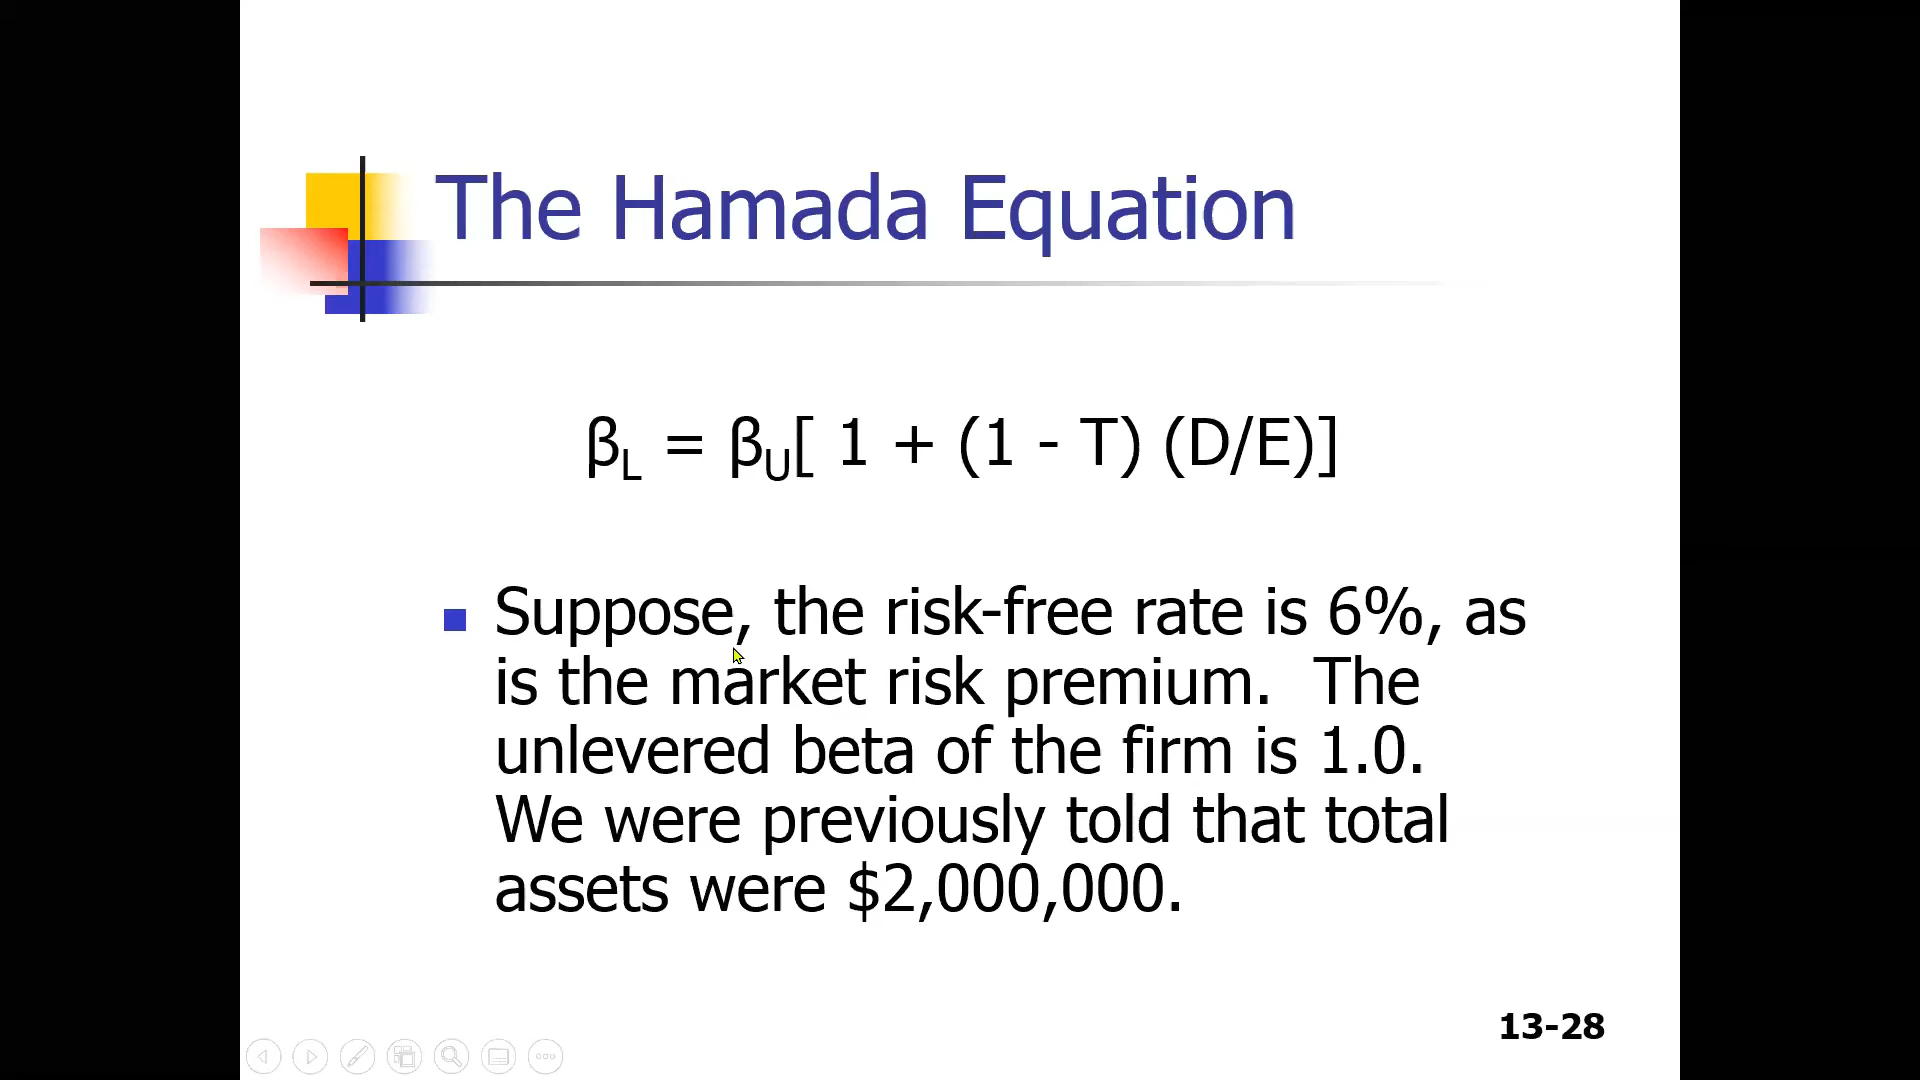 The Hamada Equation
β_L = β_U[ 1 + (1 - T) (D/E)]
Suppose, the risk-free rate is 6%, as
is the market risk premium.  The
unlevered beta of the firm is 1.0.
We were previously told that total
assets were $2,000,000.
13-28